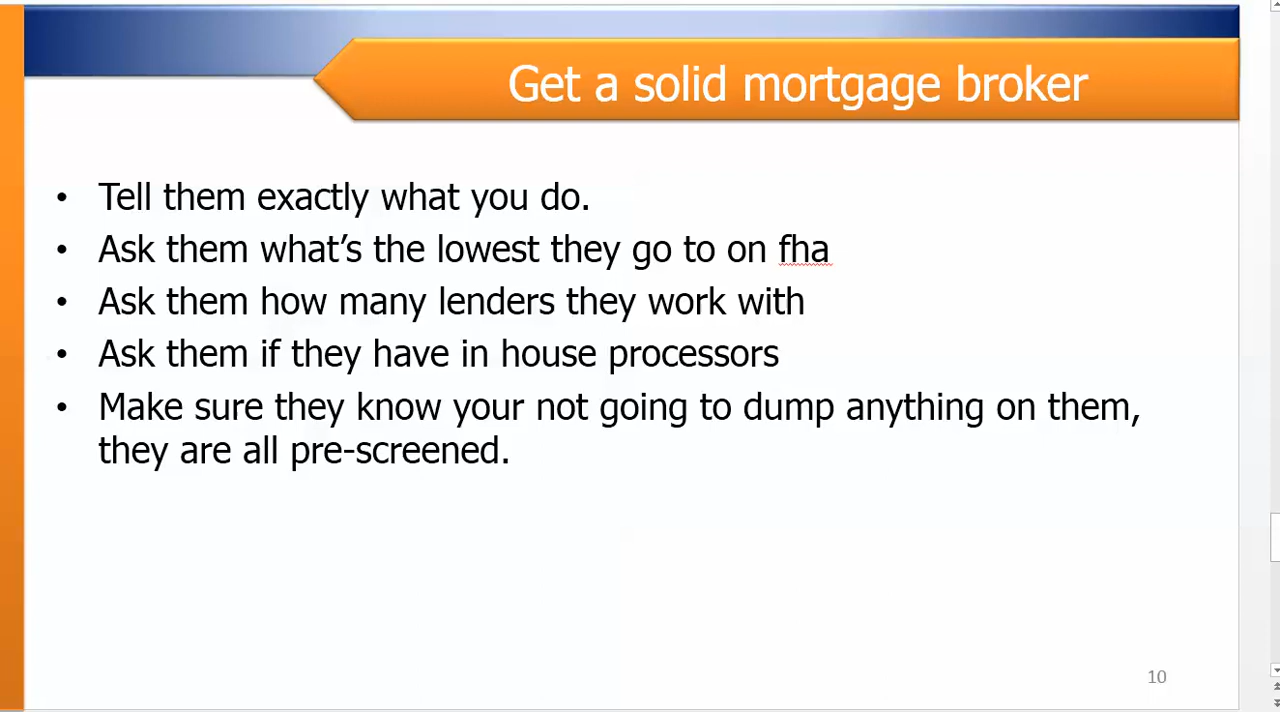 Get a solid mortgage broker
• Tell them exactly what you do.
• Ask them what’s the lowest they go to on fha
• Ask them how many lenders they work with
• Ask them if they have in house processors
• Make sure they know your not going to dump anything on them,
they are all pre-screened.
10